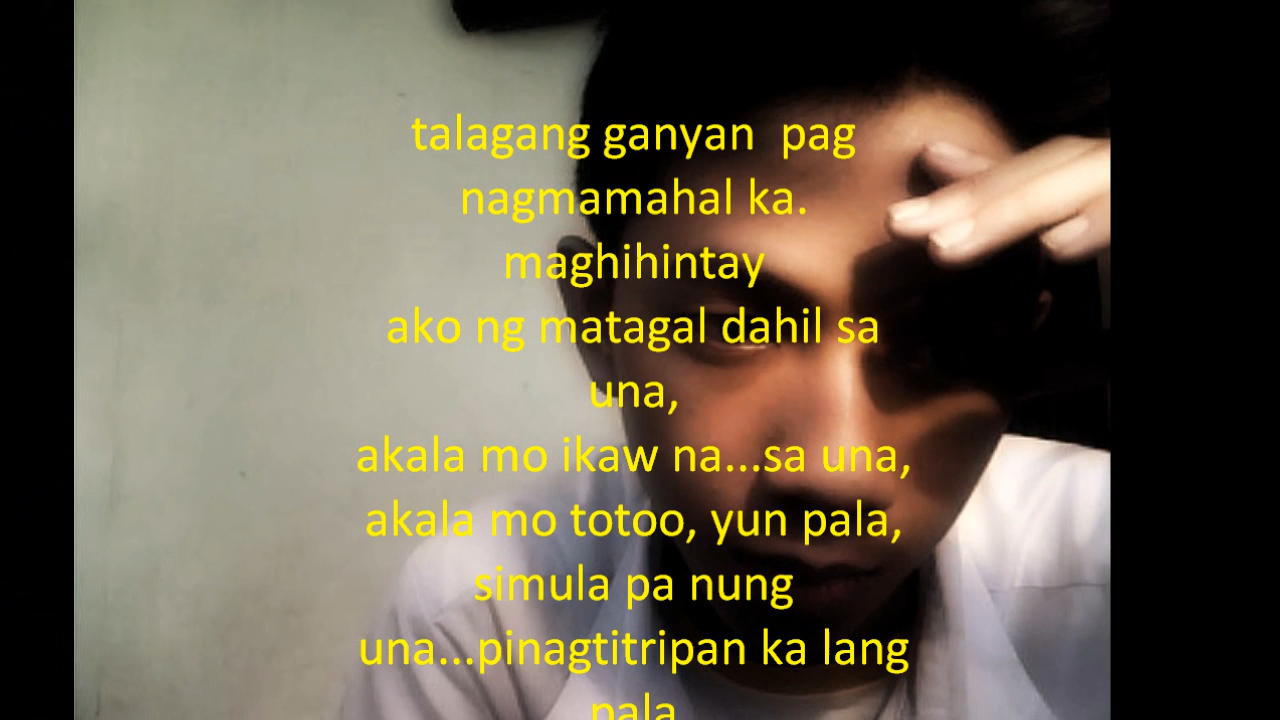 talagang ganyan  pag
nagmamahal ka.
maghihintay
ako ng matagal dahil sa
una,
akala mo ikaw na...sa una,
akala mo totoo, yun pala,
simula pa nung
una...pinagtitripan ka lang
pala